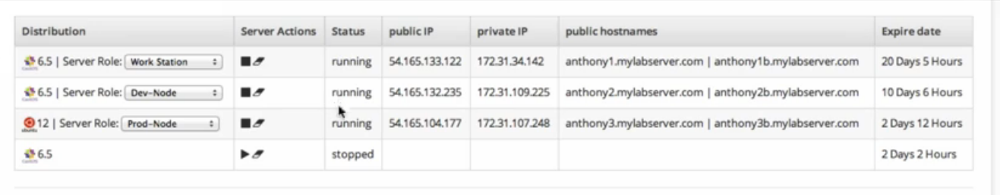 Distribution Server Actions Status public IP private IP public hostnames Expire date
CentOS 6.5 | Server Role: Work Station running 54.165.133.122 172.31.34.142 anthony1.mylabserver.com | anthony1b.mylabserver.com 20 Days 5 Hours
CentOS 6.5 | Server Role: Dev-Node running 54.165.132.235 172.31.109.225 anthony2.mylabserver.com | anthony2b.mylabserver.com 10 Days 6 Hours
ubuntu 12 | Server Role: Prod-Node running 54.165.104.177 172.31.107.248 anthony3.mylabserver.com | anthony3b.mylabserver.com 2 Days 12 Hours
CentOS 6.5 stopped 2 Days 2 Hours